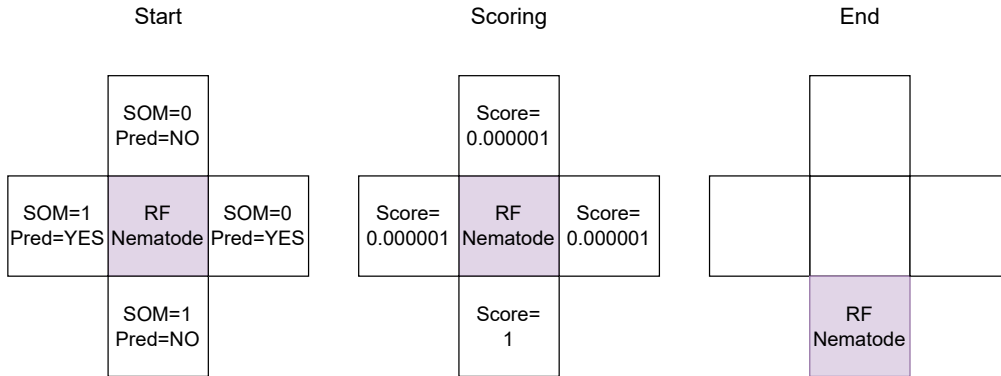 Start
Scoring
End
SOM=0
Pred=NO
SOM=1
Pred=YES
RF
Nematode
SOM=0
Pred=YES
SOM=1
Pred=NO
Score=
0.000001
Score=
0.000001
RF
Nematode
Score=
0.000001
Score=
1
RF
Nematode